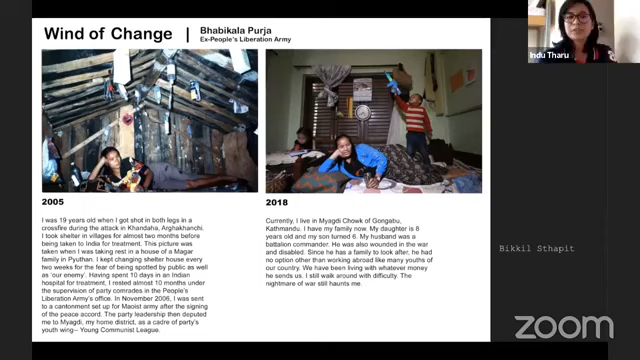 Wind of Change | Bhabikala Purja
Ex-People's Liberation Army
2005
I was 19 years old when I got shot in both legs in a
crossfire during the attack in Khandaha, Arghakhanchi.
I took shelter in villages for almost two months before
being taken to India for treatment. This picture was
taken when I was taking rest in a house of a Magar
family in Pyuthan. I kept changing shelter house every
two weeks for the fear of being spotted by public as well
as 'our enemy'. Having spent 10 days in an Indian
hospital for treatment, I rested almost 10 months under
the supervision of party comrades in the People's
Liberation Army's office. In November 2006, I was sent
to a cantonment set up for Maoist army after the signing
of the peace accord. The party leadership then deputed
me to Myagdi, my home district, as a cadre of party's
youth wing– Young Communist League.
2018
Currently, I live in Myagdi Chowk of Gongabu,
Kathmandu. I have my family now. My daughter is 8
years old and my son turned 6. My husband was a
battalion commander. He was also wounded in the war
and disabled. Since he has a family to look after, he had
no option other than working abroad like many youths of
our country. We have been living with whatever money
he sends us. I still walk around with difficulty. The
nightmare of war still haunts me.
Indu Tharu
Bikkil Sthapit
zoom